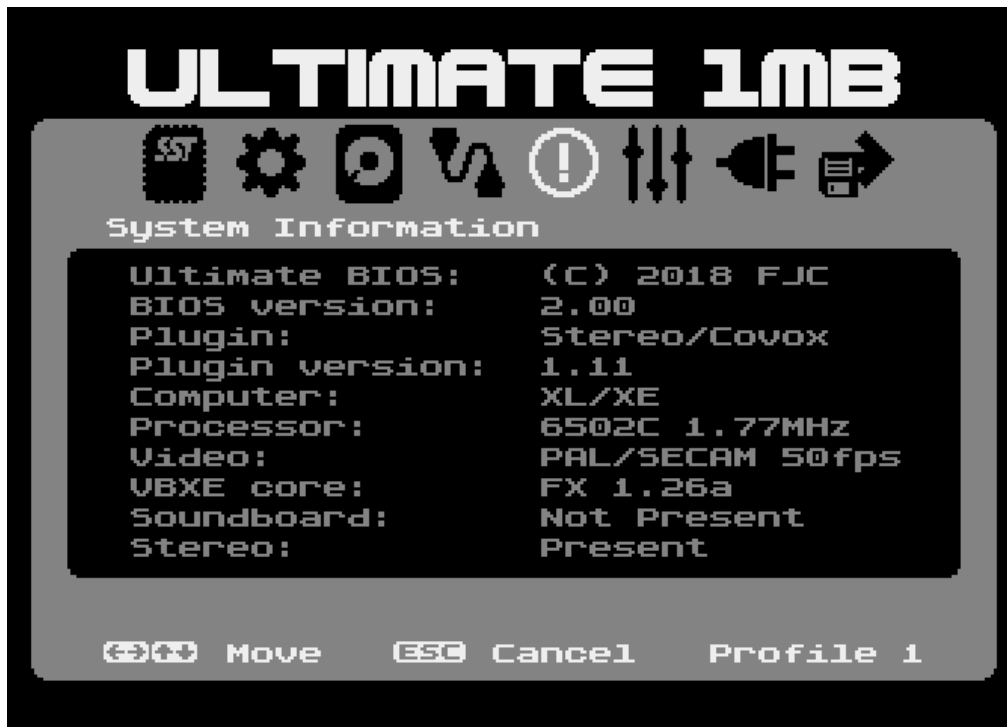 ULTIMATE 1MB
SST
System Information
Ultimate BIOS: (C) 2018 FJC
BIOS version: 2.00
Plugin: Stereo/Covox
Plugin version: 1.11
Computer: XL/XE
Processor: 6502C 1.77MHz
Video: PAL/SECAM 50fps
VBXE core: FX 1.26a
Soundboard: Not Present
Stereo: Present
←→↑↓ Move ESC Cancel Profile 1